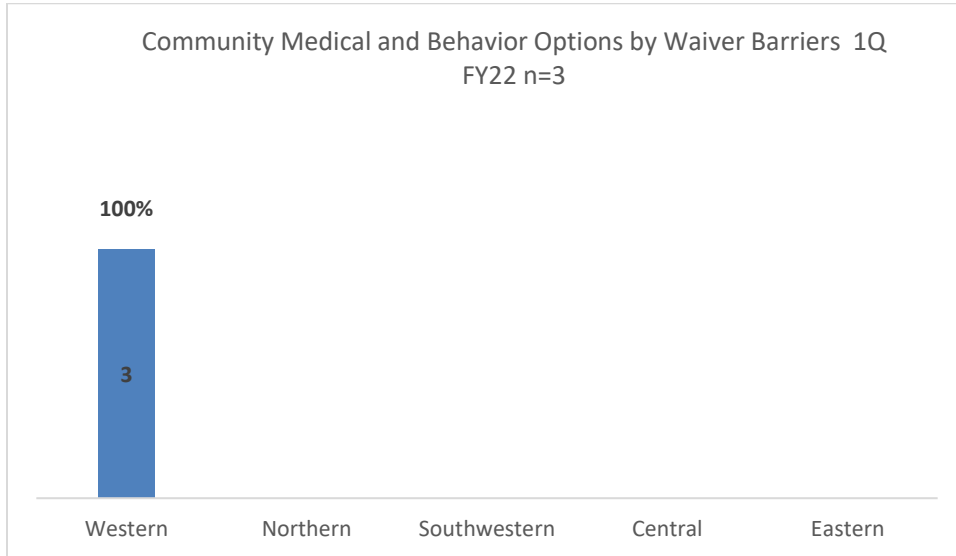 Community Medical and Behavior Options by Waiver Barriers 1Q
FY22 n=3
100%
3
Western Northern Southwestern Central Eastern